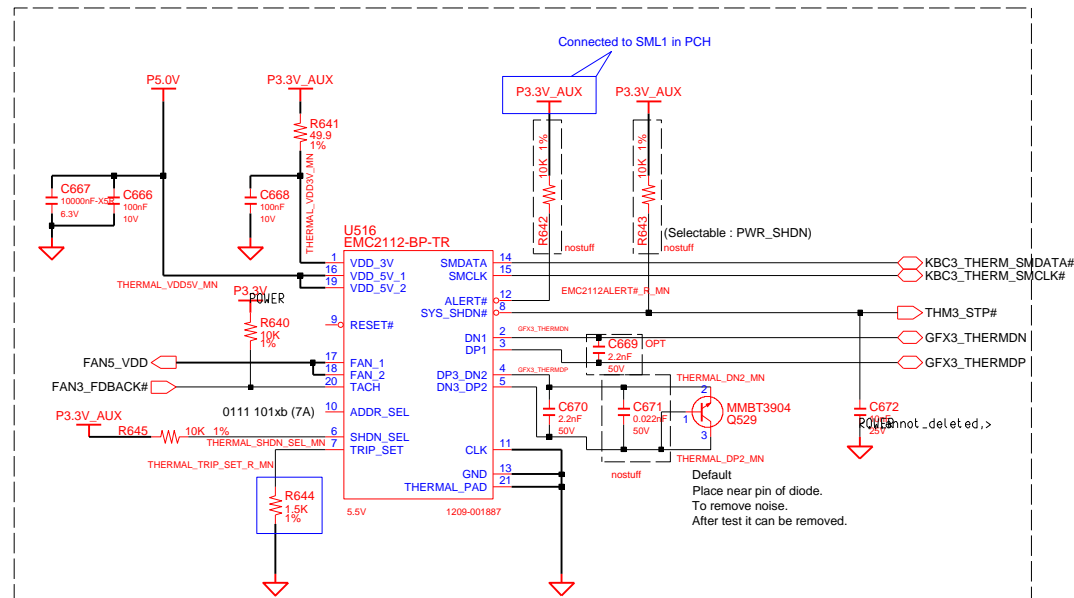 Connected to SML1 in PCH
P5.0V
P3.3V_AUX
P3.3V_AUX
P3.3V_AUX
R641
49.9
1%
THERMAL_VDD3V_MN
10K 1%
R642
nostuff
10K 1%
R643
nostuff
(Selectable : PWR_SHDN)
C667
10000nF-X5R
6.3V
C666
100nF
10V
C668
100nF
10V
U516
EMC2112-BP-TR
1 VDD_3V
16 VDD_5V_1
19 VDD_5V_2
9 RESET#
17 FAN_1
18 FAN_2
20 TACH
10 ADDR_SEL
6 SHDN_SEL
7 TRIP_SET
SMDATA 14
SMCLK 15
ALERT# 12
SYS_SHDN# 8
DN1 2
DP1 3
DP3_DN2 4
DN3_DP2 5
CLK 11
GND 13
THERMAL_PAD 21
5.5V
1209-001887
THERMAL_VDD5V_MN
P3.3V
POWER
R640
10K
1%
FAN5_VDD
FAN3_FDBACK#
0111 101xb (7A)
P3.3V_AUX
R645
10K 1%
THERMAL_SHDN_SEL_MN
THERMAL_TRIP_SET_R_MN
R644
1.5K
1%
KBC3_THERM_SMDATA#
KBC3_THERM_SMCLK#
EMC2112ALERT#_R_MN
THM3_STP#
GFX3_THERMDN
GFX3_THERMDN
GFX3_THERMDP
GFX3_THERMDP
C669
2.2nF
50V
OPT
C670
2.2nF
50V
C671
0.022nF
50V
nostuff
THERMAL_DN2_MN
2
1
3
MMBT3904
Q529
THERMAL_DP2_MN
C672
25V
Default
Place near pin of diode.
To remove noise.
After test it can be removed.